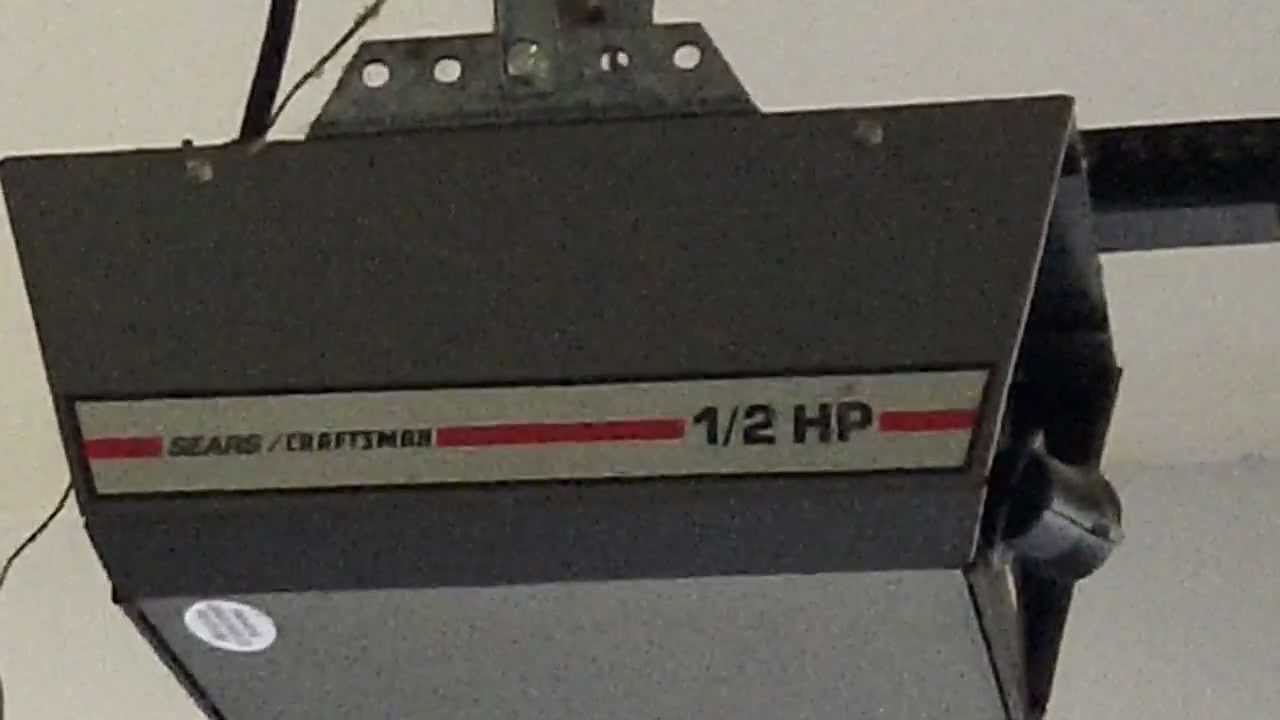 SEARS / CRAFTSMAN 1/2 HP